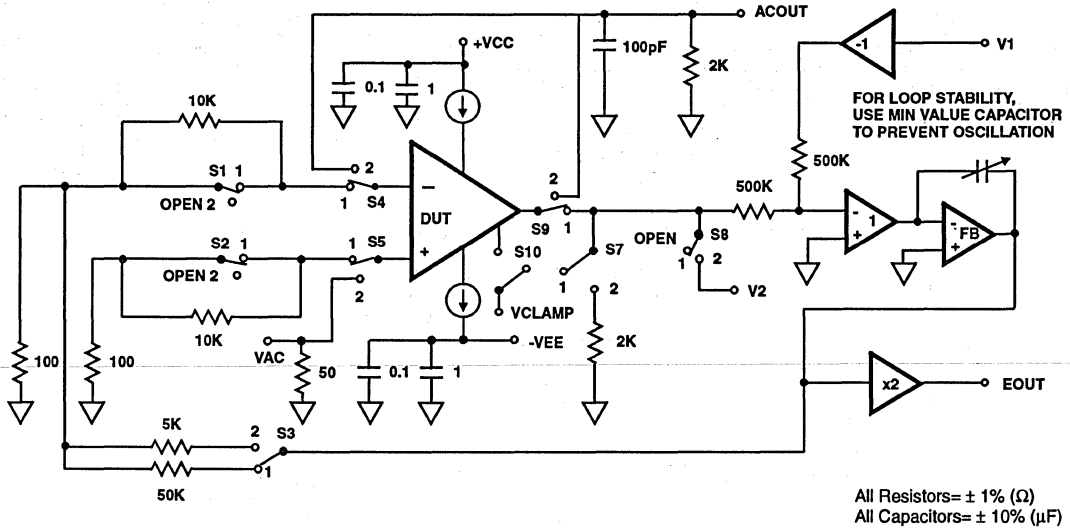 ACOUT
+VCC
100pF
2K
-1
V1
0.1
1
10K
FOR LOOP STABILITY,
USE MIN VALUE CAPACITOR
TO PREVENT OSCILLATION
500K
S1 1
OPEN 2
2
1 S4
−
DUT
+
2
S9
1
500K
-
1
+
-
FB
+
S2 1
OPEN 2
1 S5
2
S10
S7
1
2
OPEN
S8
1 2
V2
VCLAMP
10K
VAC
-VEE
2K
100
100
50
0.1
1
x2
EOUT
5K
2 S3
1
50K
All Resistors= ± 1% (Ω)
All Capacitors= ± 10% (µF)